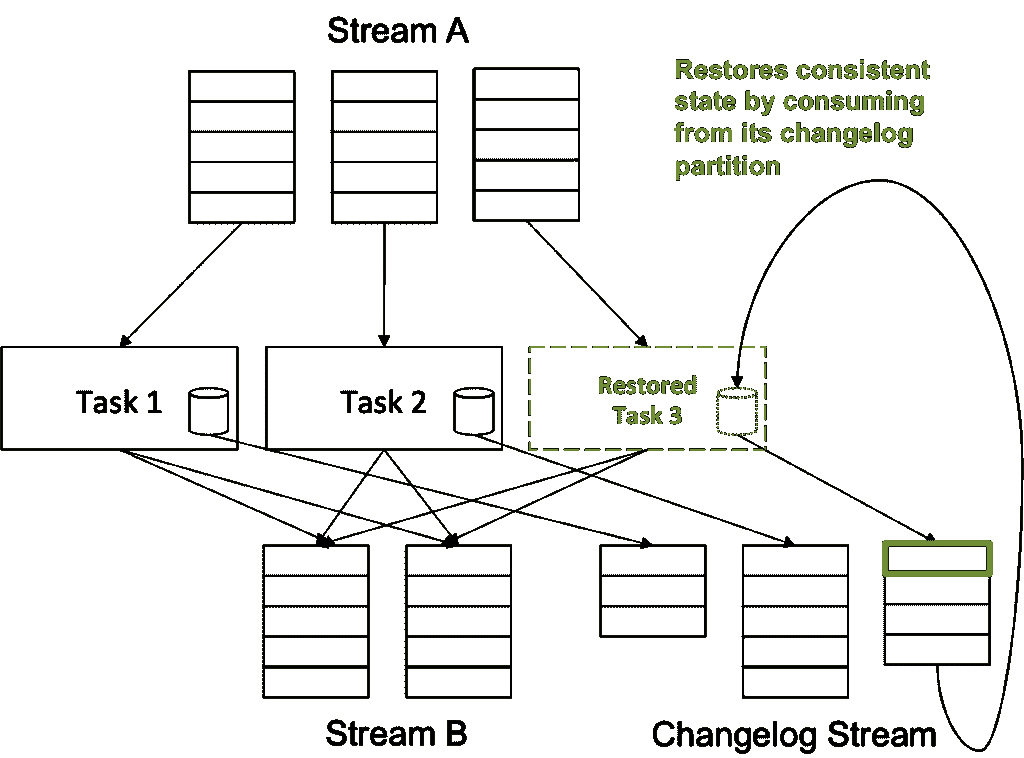 Stream A
Restores consistent
state by consuming
from its changelog
partition
Task 1
Task 2
Restored
Task 3
Stream B
Changelog Stream